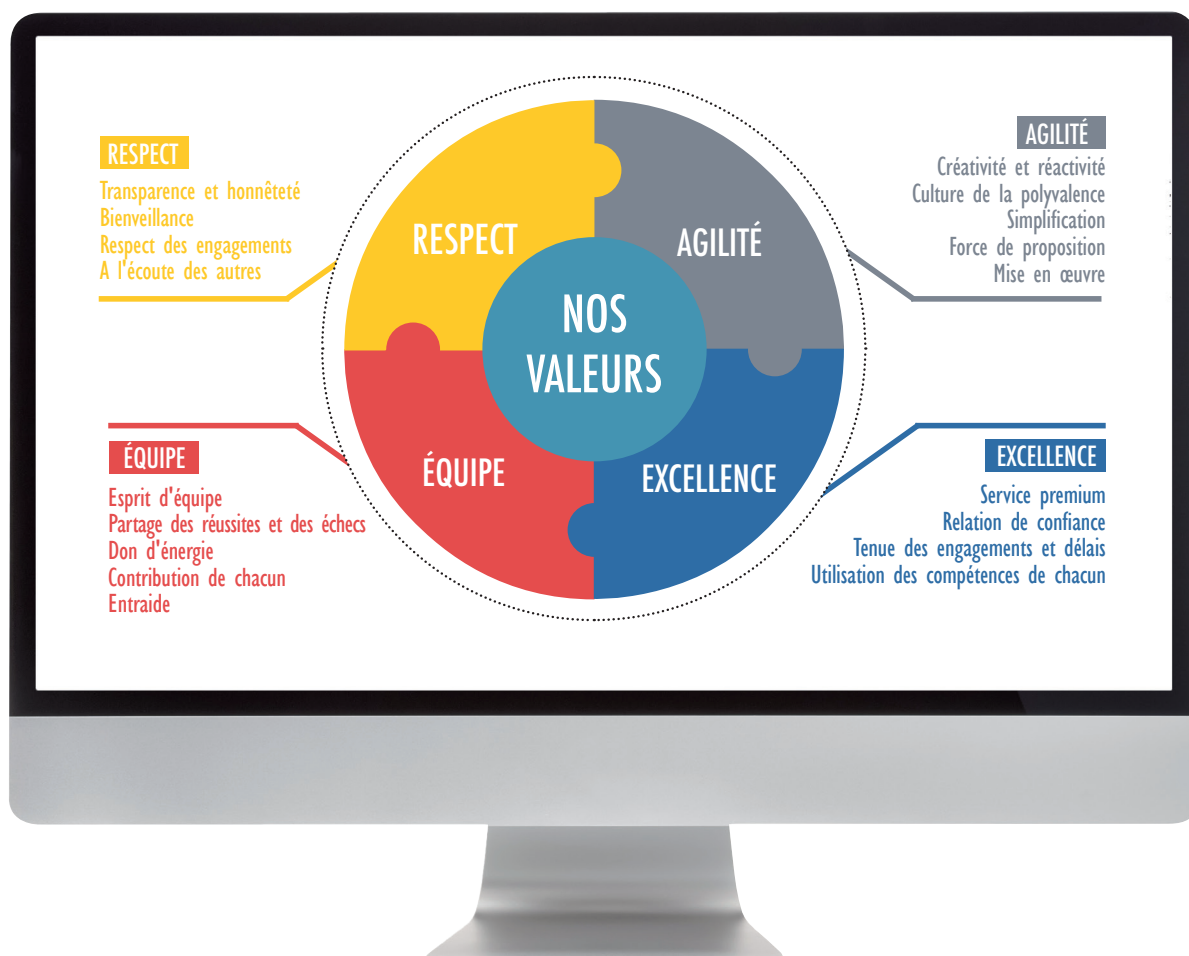 RESPECT
Transparence et honnêteté
Bienveillance
Respect des engagements
A l'écoute des autres
AGILITÉ
Créativité et réactivité
Culture de la polyvalence
Simplification
Force de proposition
Mise en œuvre
RESPECT
AGILITÉ
NOS
VALEURS
ÉQUIPE
EXCELLENCE
ÉQUIPE
Esprit d'équipe
Partage des réussites et des échecs
Don d'énergie
Contribution de chacun
Entraide
EXCELLENCE
Service premium
Relation de confiance
Tenue des engagements et délais
Utilisation des compétences de chacun